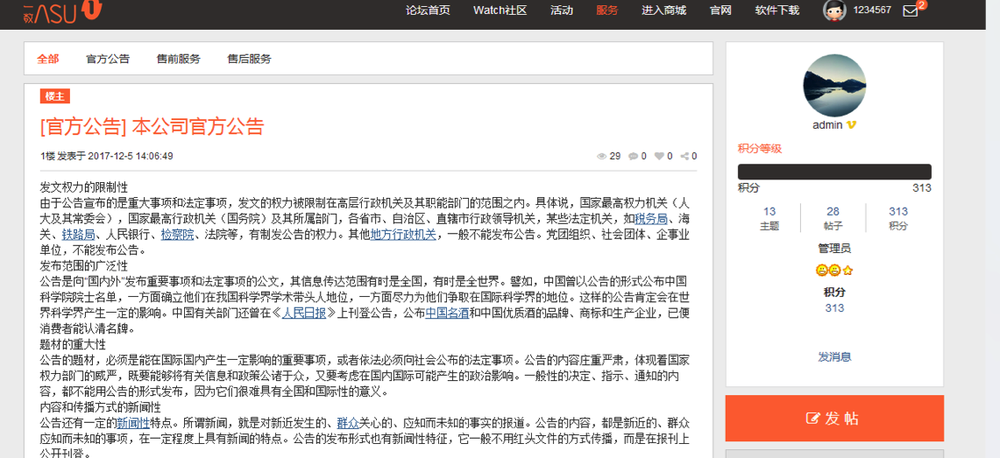 一数 ASU 1
论坛首页 Watch社区 活动 服务 进入商城 官网 软件下载 1234567 2
全部 官方公告 售前服务 售后服务
楼主
[官方公告] 本公司官方公告
1楼 发表于 2017-12-5 14:06:49 29 0 0 0
发文权力的限制性
由于公告宣布的是重大事项和法定事项，发文的权力被限制在高层行政机关及其职能部门的范围之内。具体说，国家最高权力机关（人
大及其常委会），国家最高行政机关（国务院）及其所属部门，各省市、自治区、直辖市行政领导机关，某些法定机关，如税务局、海
关、铁路局、人民银行、检察院、法院等，有制发公告的权力。其他地方行政机关，一般不能发布公告。党团组织、社会团体、企事业
单位，不能发布公告。
发布范围的广泛性
公告是向“国内外”发布重要事项和法定事项的公文，其信息传达范围有时是全国，有时是全世界。譬如，中国曾以公告的形式公布中国
科学院院士名单，一方面确立他们在我国科学界学术带头人地位，一方面尽力为他们争取在国际科学界的地位。这样的公告肯定会在世
界科学界产生一定的影响。中国有关部门还曾在《人民日报》上刊登公告，公布中国名酒和中国优质酒的品牌、商标和生产企业，已便
消费者能认清名牌。
题材的重大性
公告的题材，必须是能在国际国内产生一定影响的重要事项，或者依法必须向社会公布的法定事项。公告的内容庄重严肃，体现着国家
权力部门的威严，既要能够将有关信息和政策公诸于众，又要考虑在国内国际可能产生的政治影响。一般性的决定、指示、通知的内
容，都不能用公告的形式发布，因为它们很难具有全国和国际性的意义。
内容和传播方式的新闻性
公告还有一定的新闻性特点。所谓新闻，就是对新近发生的、群众关心的、应知而未知的事实的报道。公告的内容，都是新近的、群众
应知而未知的事项，在一定程度上具有新闻的特点。公告的发布形式也有新闻性特征，它一般不用红头文件的方式传播，而是在报刊上
公开刊登。
admin
积分等级
积分 313
13 28 313
主题 帖子 积分
管理员
积分
313
发消息
发 帖